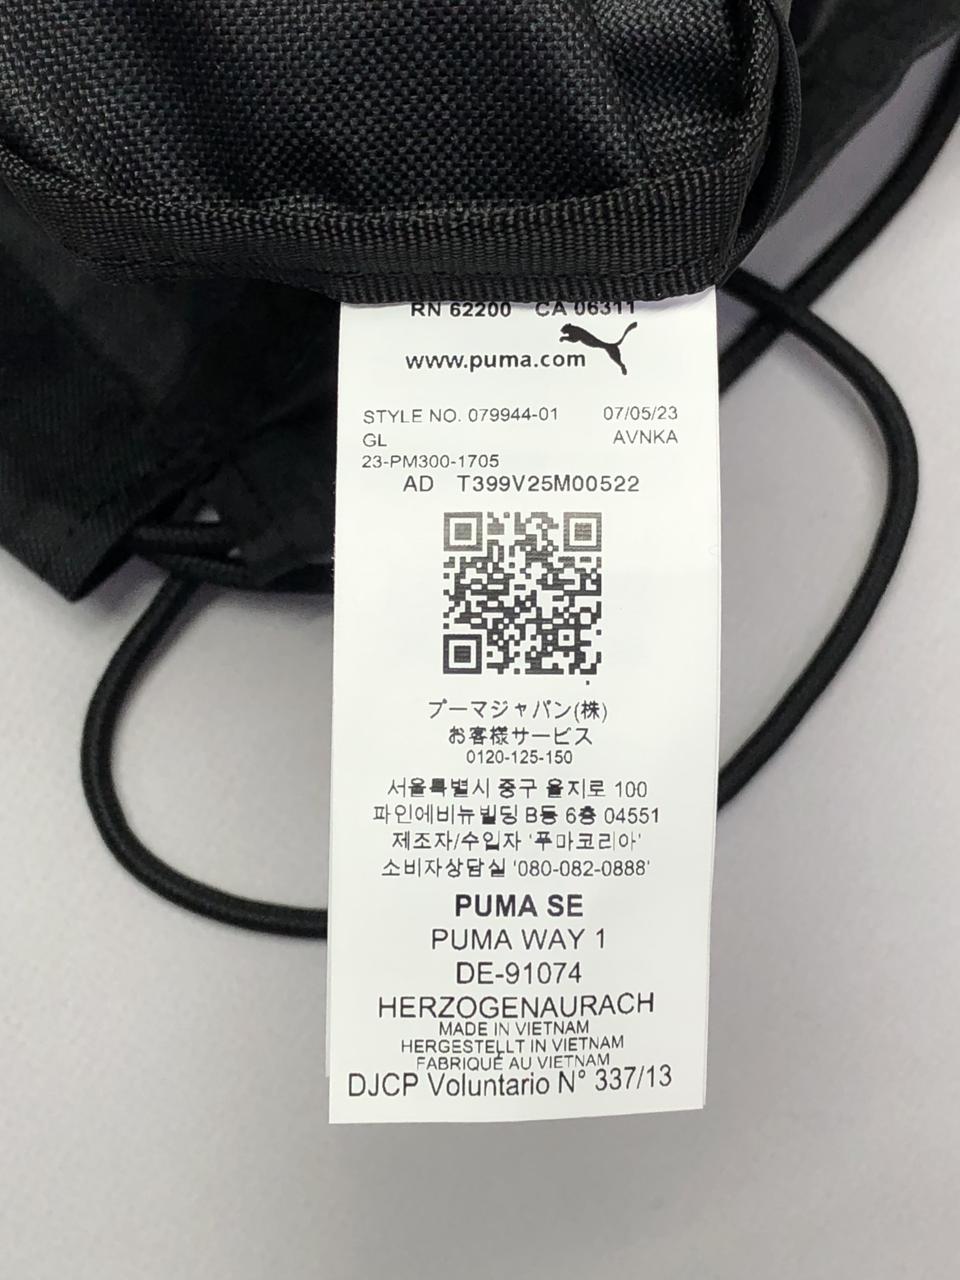 RN 62200 CA 06311
www.puma.com
STYLE NO. 079944-01 07/05/23
GL AVNKA
23-PM300-1705
AD T399V25M00522
プーマジャパン(株)
お客様サービス
0120-125-150
서울특별시 중구 을지로 100
파인에비뉴빌딩 B동 6층 04551
제조자/수입자 '푸마코리아'
소비자상담실 '080-082-0888'
PUMA SE
PUMA WAY 1
DE-91074
HERZOGENAURACH
MADE IN VIETNAM
HERGESTELLT IN VIETNAM
FABRIQUÉ AU VIETNAM
DJCP Voluntario N° 337/13